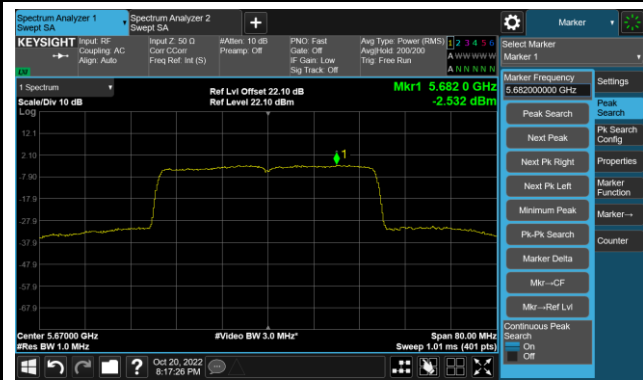 Spectrum Analyzer 1
Swept SA
Spectrum Analyzer 2
Swept SA
+
Marker
KEYSIGHT
Input: RF
Coupling: AC
Align: Auto
Input Z: 50 Ω
Corr CCorr
Freq Ref: Int (S)
#Atten: 10 dB
Preamp: Off
PNO: Fast
Gate: Off
IF Gain: Low
Sig Track: Off
Avg Type: Power (RMS)
Avg|Hold: 200/200
Trig: Free Run
1 2 3 4 5 6
A W W W W W
A N N N N N
LV
Select Marker
Marker 1
1 Spectrum
Scale/Div 10 dB
Log
Ref Lvl Offset 22.10 dB
Ref Level 22.10 dBm
Mkr1 5.682 0 GHz
-2.532 dBm
12.1
2.10
-7.90
-17.9
-27.9
-37.9
-47.9
-57.9
-67.9
1
Center 5.67000 GHz
#Res BW 1.0 MHz
#Video BW 3.0 MHz*
Span 80.00 MHz
Sweep 1.01 ms (401 pts)
Marker Frequency
5.682000000 GHz
Peak Search
Next Peak
Next Pk Right
Next Pk Left
Minimum Peak
Pk-Pk Search
Marker Delta
Mkr→CF
Mkr→Ref Lvl
Continuous Peak
Search
On
Off
Settings
Peak
Search
Pk Search
Config
Properties
Marker
Function
Marker→
Counter
?
Oct 20, 2022
8:17:26 PM